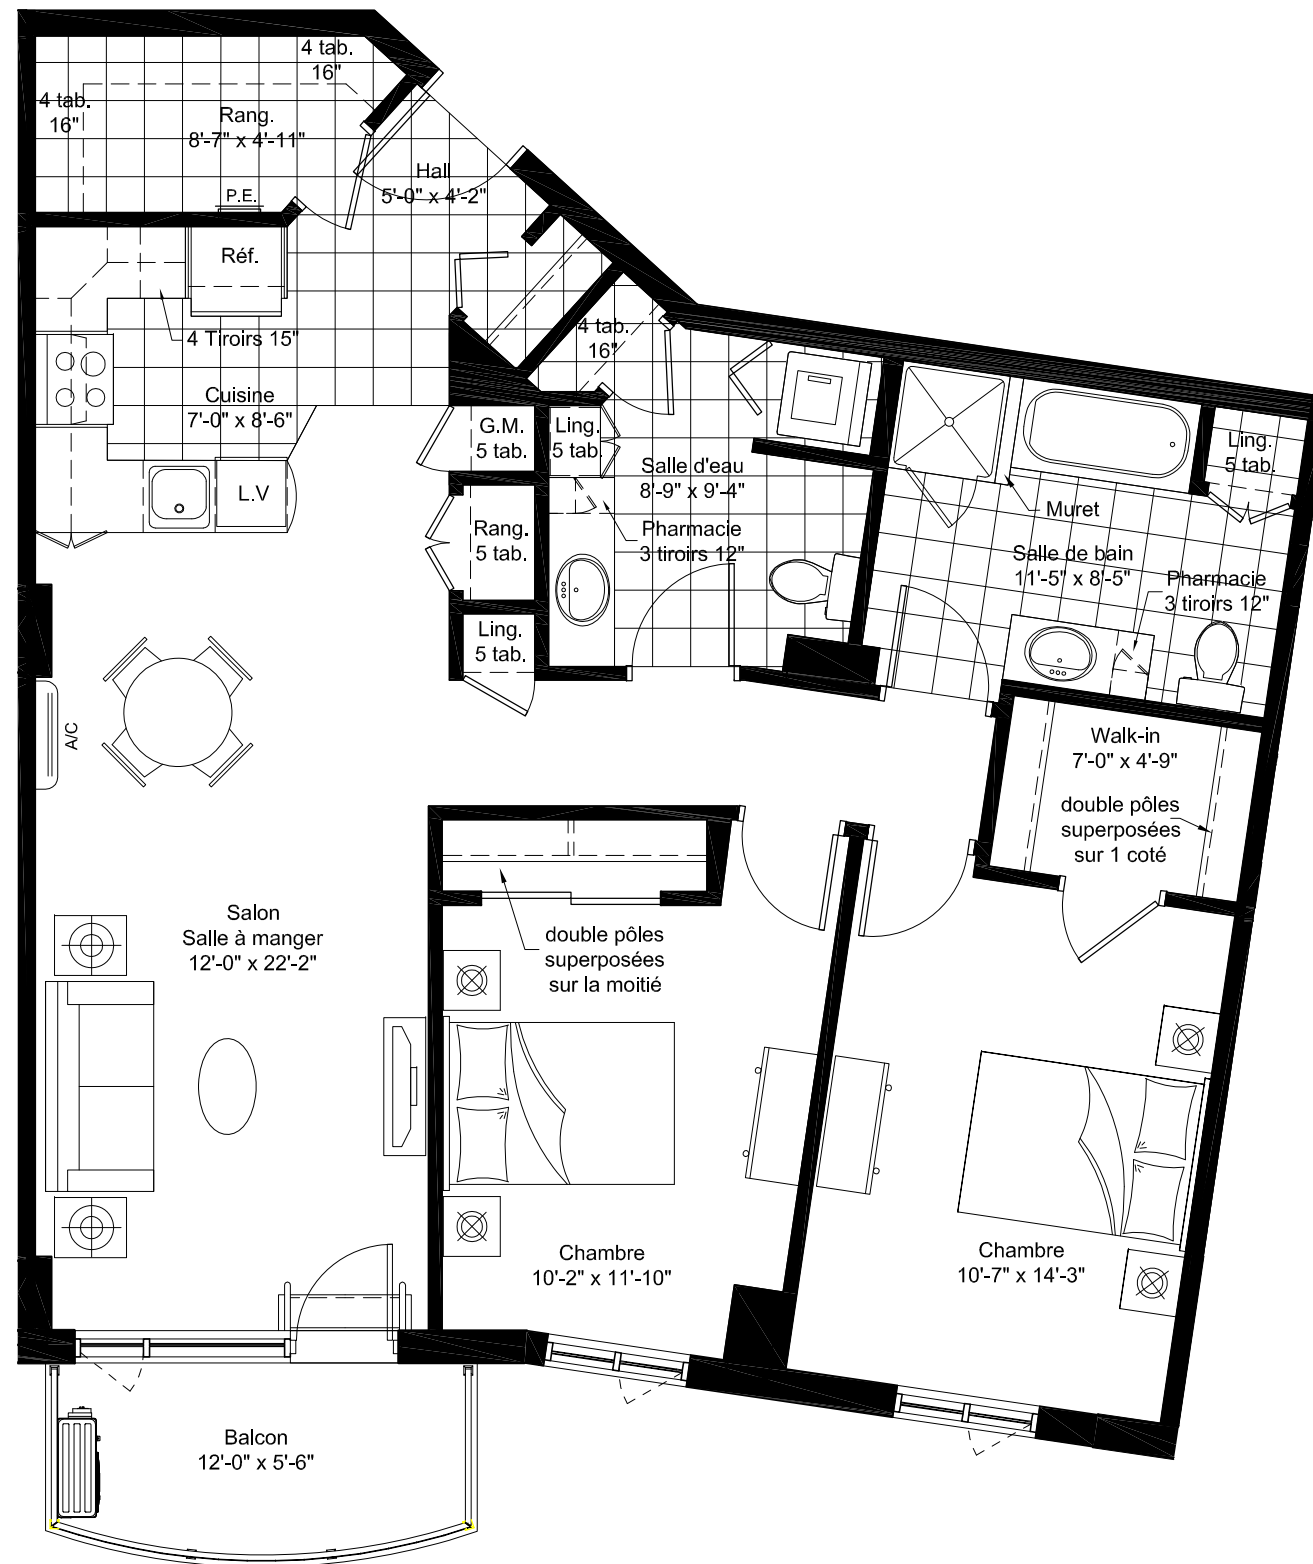 4 tab.
16"
4 tab.
16"
Rang.
8'-7" x 4'-11"
P.E.
Hall
5'-0" x 4'-2"
Réf.
4 Tiroirs 15"
Cuisine
7'-0" x 8'-6"
L.V
4 tab.
16"
G.M.
5 tab.
Ling.
5 tab.
Salle d'eau
8'-9" x 9'-4"
Pharmacie
3 tiroirs 12"
Rang.
5 tab.
Ling.
5 tab.
Ling.
5 tab.
Muret
Salle de bain
11'-5" x 8'-5"
Pharmacie
3 tiroirs 12"
A/C
Walk-in
7'-0" x 4'-9"
double pôles
superposées
sur 1 coté
Salon
Salle à manger
12'-0" x 22'-2"
double pôles
superposées
sur la moitié
Chambre
10'-2" x 11'-10"
Chambre
10'-7" x 14'-3"
Balcon
12'-0" x 5'-6"